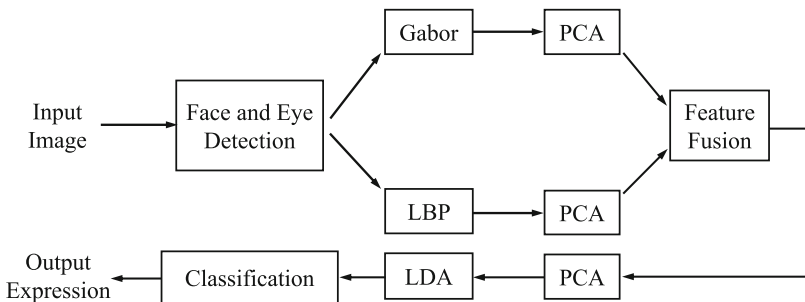 Gabor
PCA
Input
Image
Face and Eye
Detection
Feature
Fusion
LBP
PCA
Output
Expression
Classification
LDA
PCA